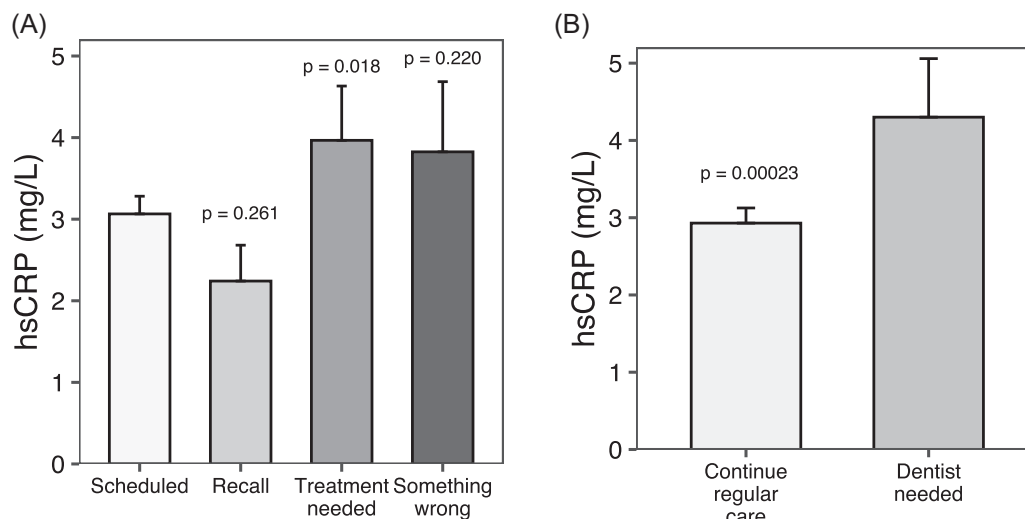 (A)
hsCRP (mg/L)
5
4
3
2
1
0
p = 0.261
p = 0.018
p = 0.220
Scheduled
Recall
Treatment
needed
Something
wrong
(B)
hsCRP (mg/L)
5
4
3
2
1
0
p = 0.00023
Continue
regular
care
Dentist
needed